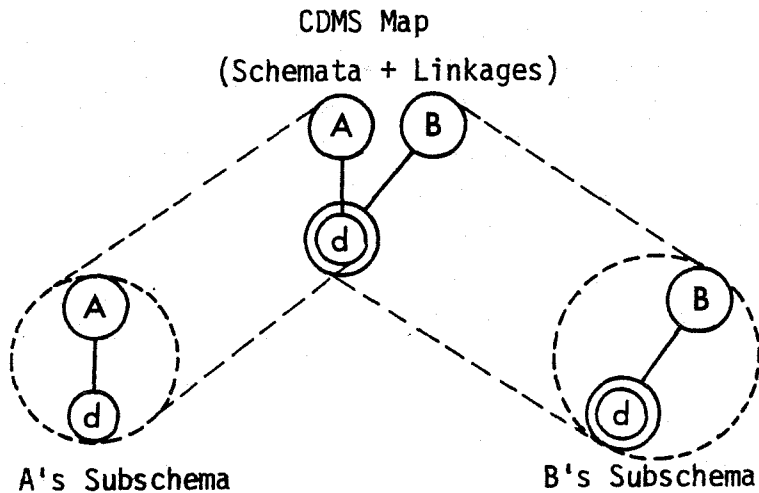 CDMS Map
(Schemata + Linkages)
A
B
d
A
d
B
d
A's Subschema
B's Subschema